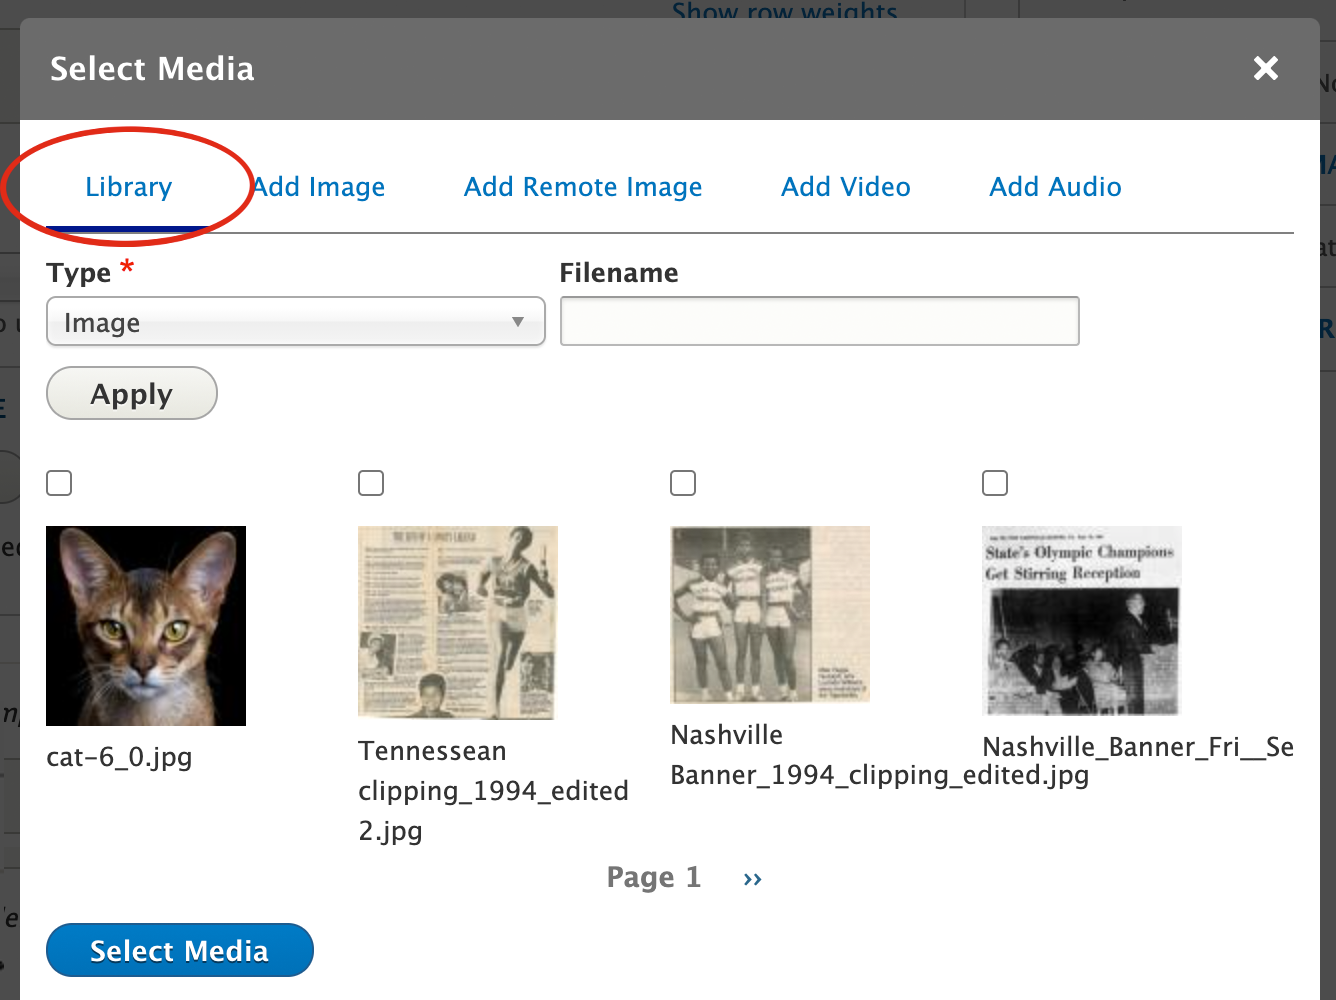 Show row weights
Select Media
Library
Add Image
Add Remote Image
Add Video
Add Audio
Type *
Filename
Image
Apply
State's Olympic Champions
Get Stirring Reception
cat-6_0.jpg
Tennessean
clipping_1994_edited
2.jpg
Nashville
Banner_1994_clipping_edited.jpg
Nashville_Banner_Fri__Se
Page 1 ››
Select Media